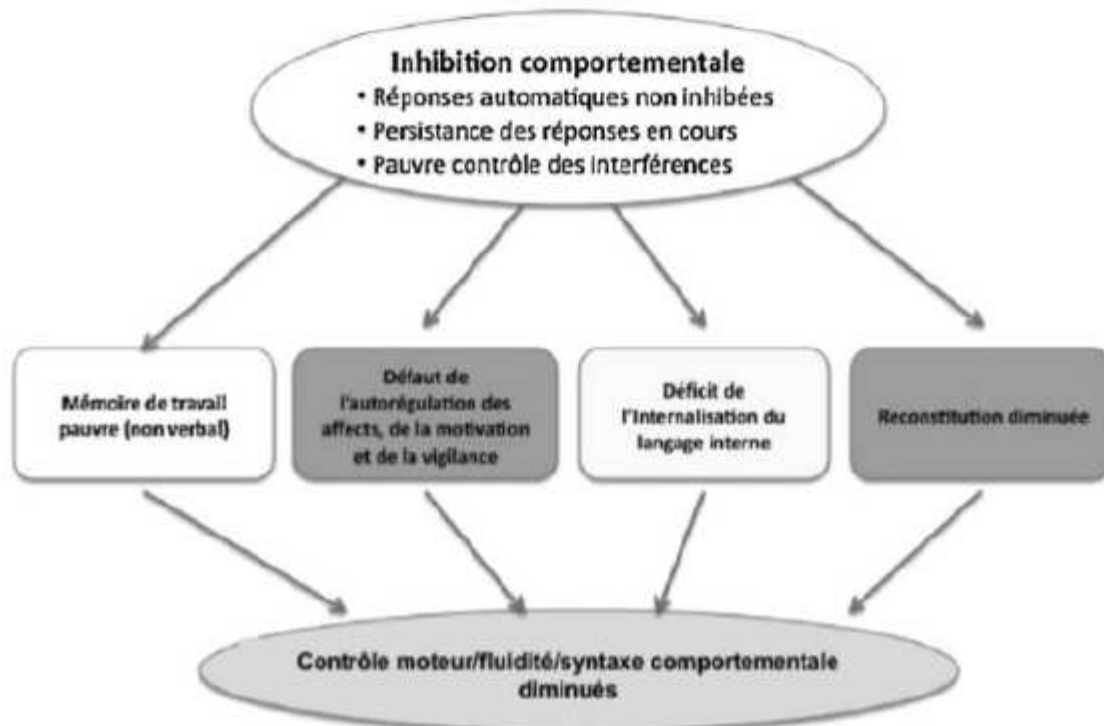 Inhibition comportementale
• Réponses automatiques non inhibées
• Persistance des réponses en cours
• Pauvre contrôle des interférences
Mémoire de travail
pauvre (non verbal)
Défaut de
l'autorégulation des
affects, de la motivation
et de la vigilance
Déficit de
l'Internalisation du
langage interne
Reconstitution diminuée
Contrôle moteur/fluidité/syntaxe comportementale
diminués